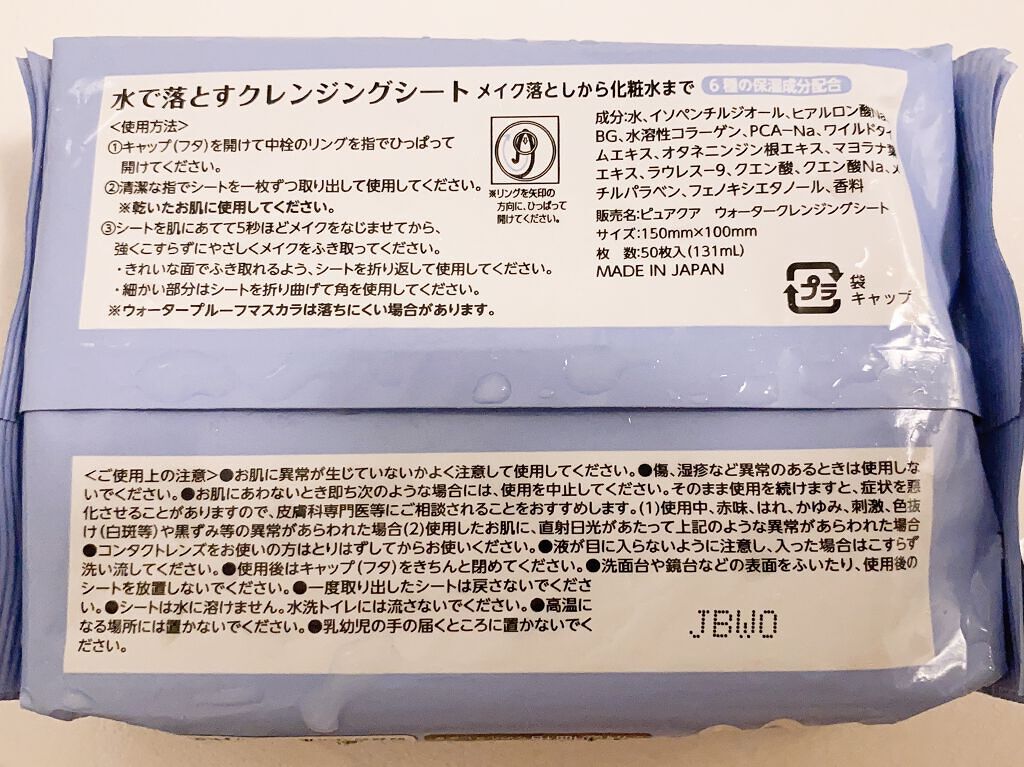 水で落とすクレンジングシート メイク落としから化粧水まで 6種の保湿成分配合
<使用方法>
①キャップ(フタ)を開けて中栓のリングを指でひっぱって
開けてください。
②清潔な指でシートを一枚ずつ取り出して使用してください。
※乾いたお肌に使用してください。
③シートを肌にあてて5秒ほどメイクをなじませてから、
強くこすらずにやさしくメイクをふき取ってください。
・きれいな面でふき取れるよう、シートを折り返して使用してください。
・細かい部分はシートを折り曲げて角を使用してください。
※ウォータープルーフマスカラは落ちにくい場合があります。
※リングを矢印の
方向に、ひっぱって
開けてください。
成分:水、イソペンチルジオール、ヒアルロン酸Na、
BG、水溶性コラーゲン、PCA-Na、ワイルドタイ
ムエキス、オタネニンジン根エキス、マヨラナ葉
エキス、ラウレス-9、クエン酸、クエン酸Na、メ
チルパラベン、フェノキシエタノール、香料
販売名:ピュアクア ウォータークレンジングシート
サイズ:150mm×100mm
枚 数:50枚入(131mL)
MADE IN JAPAN
プラ
袋
キャップ
<ご使用上の注意>●お肌に異常が生じていないかよく注意して使用してください。●傷、湿疹など異常のあるときは使用しな
いでください。●お肌にあわないとき即ち次のような場合には、使用を中止してください。そのまま使用を続けますと、症状を悪
化させることがありますので、皮膚科専門医等にご相談されることをおすすめします。(1)使用中、赤味、はれ、かゆみ、刺激、色抜
け(白斑等)や黒ずみ等の異常があらわれた場合(2)使用したお肌に、直射日光があたって上記のような異常があらわれた場合
●コンタクトレンズをお使いの方はとりはずしてからお使いください。●液が目に入らないように注意し、入った場合はこすらず
洗い流してください。●使用後はキャップ(フタ)をきちんと閉めてください。●洗面台や鏡台などの表面をふいたり、使用後の
シートを放置しないでください。●一度取り出したシートは戻さないでくださ
い。●シートは水に溶けません。水洗トイレには流さないでください。●高温に
なる場所には置かないでください。●乳幼児の手の届くところに置かないでく
ださい。
JBWO